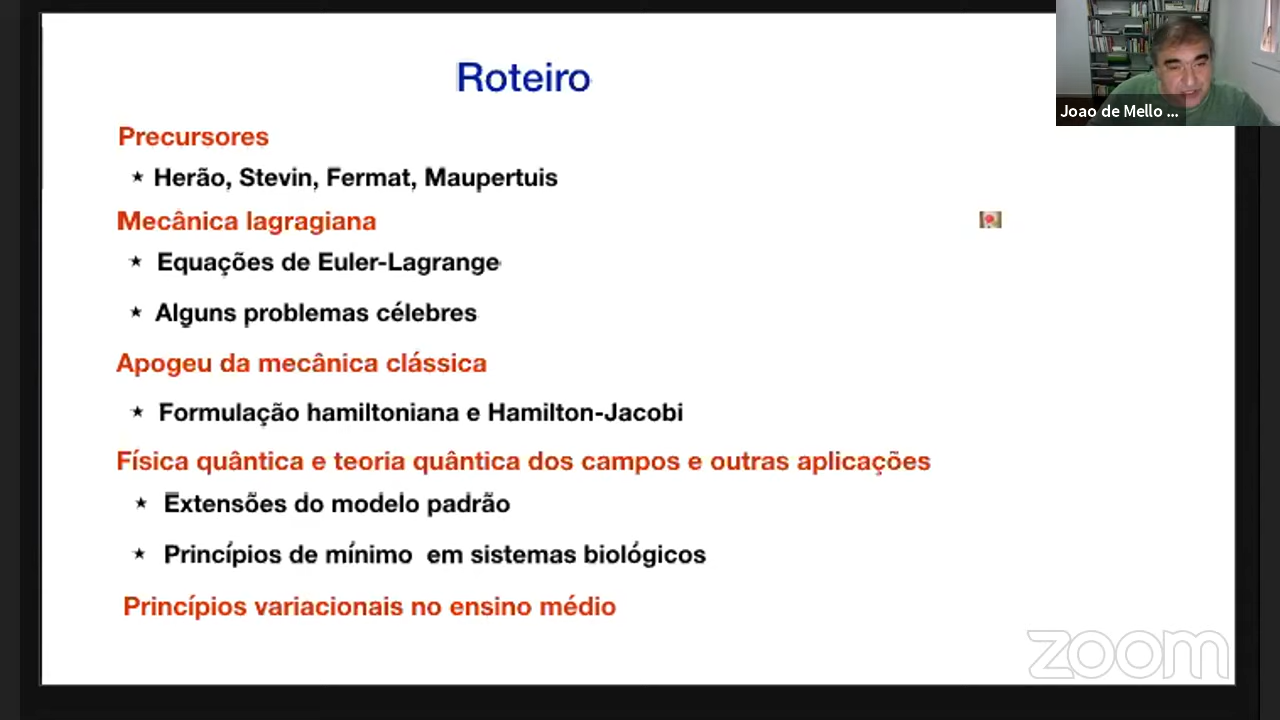 Roteiro
Precursores
★ Herão, Stevin, Fermat, Maupertuis
Mecânica lagragiana
★ Equações de Euler-Lagrange
★ Alguns problemas célebres
Apogeu da mecânica clássica
★ Formulação hamiltoniana e Hamilton-Jacobi
Física quântica e teoria quântica dos campos e outras aplicações
★ Extensões do modelo padrão
★ Princípios de mínimo em sistemas biológicos
Princípios variacionais no ensino médio
Joao de Mello ...
zoom